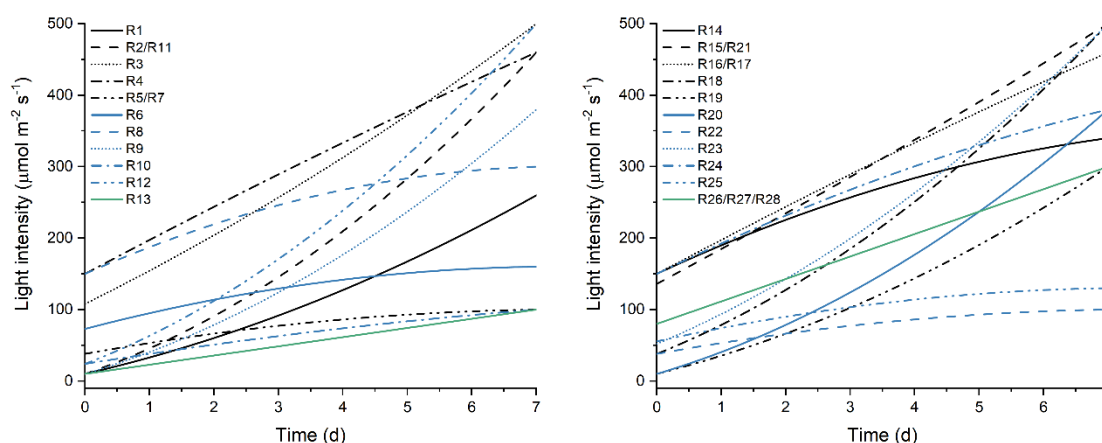 500
400
300
200
100
0
Light intensity (μmol m⁻² s⁻¹)
R1
R2/R11
R3
R4
R5/R7
R6
R8
R9
R10
R12
R13
0 1 2 3 4 5 6 7
Time (d)
500
400
300
200
100
0
Light intensity (μmol m⁻² s⁻¹)
R14
R15/R21
R16/R17
R18
R19
R20
R22
R23
R24
R25
R26/R27/R28
0 1 2 3 4 5 6
Time (d)